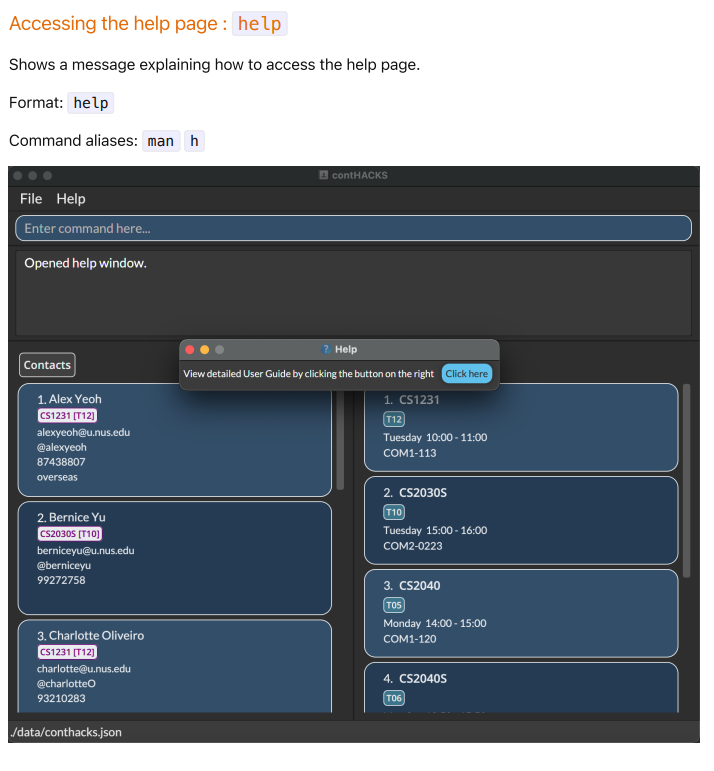 Accessing the help page : help
Shows a message explaining how to access the help page.
Format: help
Command aliases: man h
contHACKS
File Help
Enter command here...
Opened help window.
Help
View detailed User Guide by clicking the button on the right Click here
Contacts
1. Alex Yeoh
CS1231 [T12]
alexyeoh@u.nus.edu
@alexyeoh
87438807
overseas
2. Bernice Yu
CS2030S [T10]
berniceyu@u.nus.edu
@berniceyu
99272758
3. Charlotte Oliveiro
CS1231 [T12]
charlotte@u.nus.edu
@charlotteO
93210283
1. CS1231
T12
Tuesday 10:00 - 11:00
COM1-113
2. CS2030S
T10
Tuesday 15:00 - 16:00
COM2-0223
3. CS2040
T05
Monday 14:00 - 15:00
COM1-120
4. CS2040S
T06
./data/conthacks.json